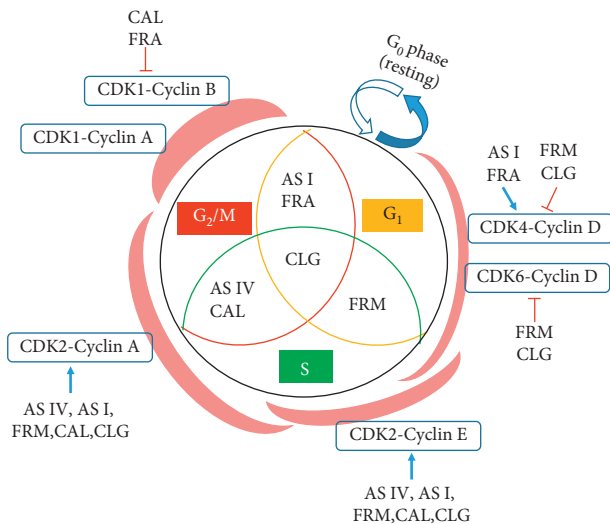 CAL
FRA
CDK1-Cyclin B
CDK1-Cyclin A
G₀ phase
(resting)
AS I
FRA
FRM
CLG
CDK4-Cyclin D
CDK6-Cyclin D
FRM
CLG
AS I
FRA
G₂/M
G₁
CLG
AS IV
CAL
FRM
S
CDK2-Cyclin A
AS IV, AS I,
FRM,CAL,CLG
CDK2-Cyclin E
AS IV, AS I,
FRM,CAL,CLG